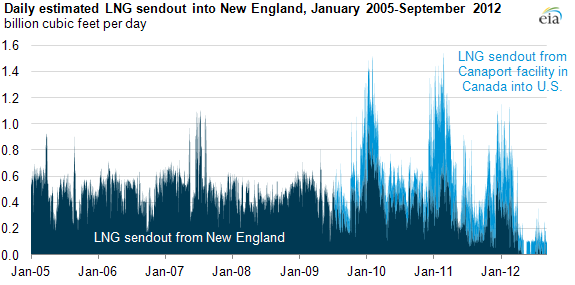 Daily estimated LNG sendout into New England, January 2005-September 2012
billion cubic feet per day
eia
1.6
1.4
1.2
1.0
0.8
0.6
0.4
0.2
0.0
LNG sendout from
Canaport facility in
Canada into U.S.
LNG sendout from New England
Jan-05 Jan-06 Jan-07 Jan-08 Jan-09 Jan-10 Jan-11 Jan-12